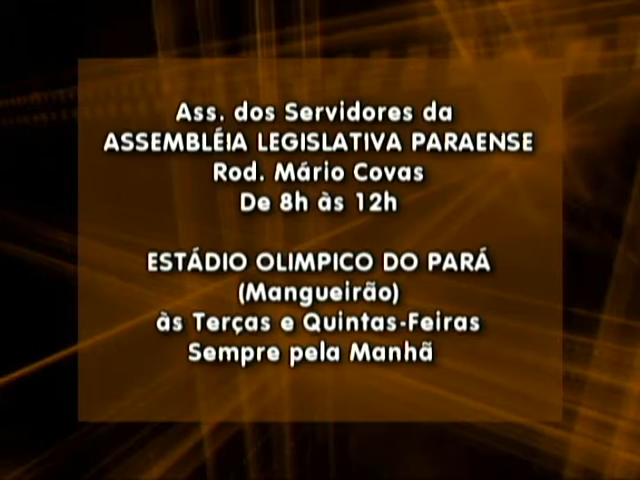 Ass. dos Servidores da
ASSEMBLÉIA LEGISLATIVA PARAENSE
Rod. Mário Covas
De 8h às 12h
ESTÁDIO OLIMPICO DO PARÁ
(Mangueirão)
às Terças e Quintas-Feiras
Sempre pela Manhã